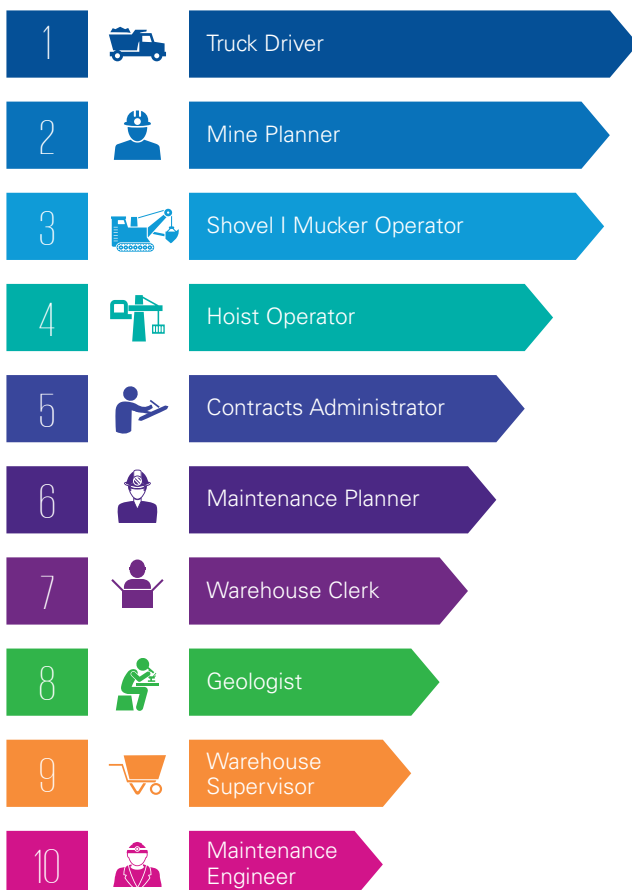 1
Truck Driver
2
Mine Planner
3
Shovel I Mucker Operator
4
Hoist Operator
5
Contracts Administrator
6
Maintenance Planner
7
Warehouse Clerk
8
Geologist
9
Warehouse
Supervisor
10
Maintenance
Engineer